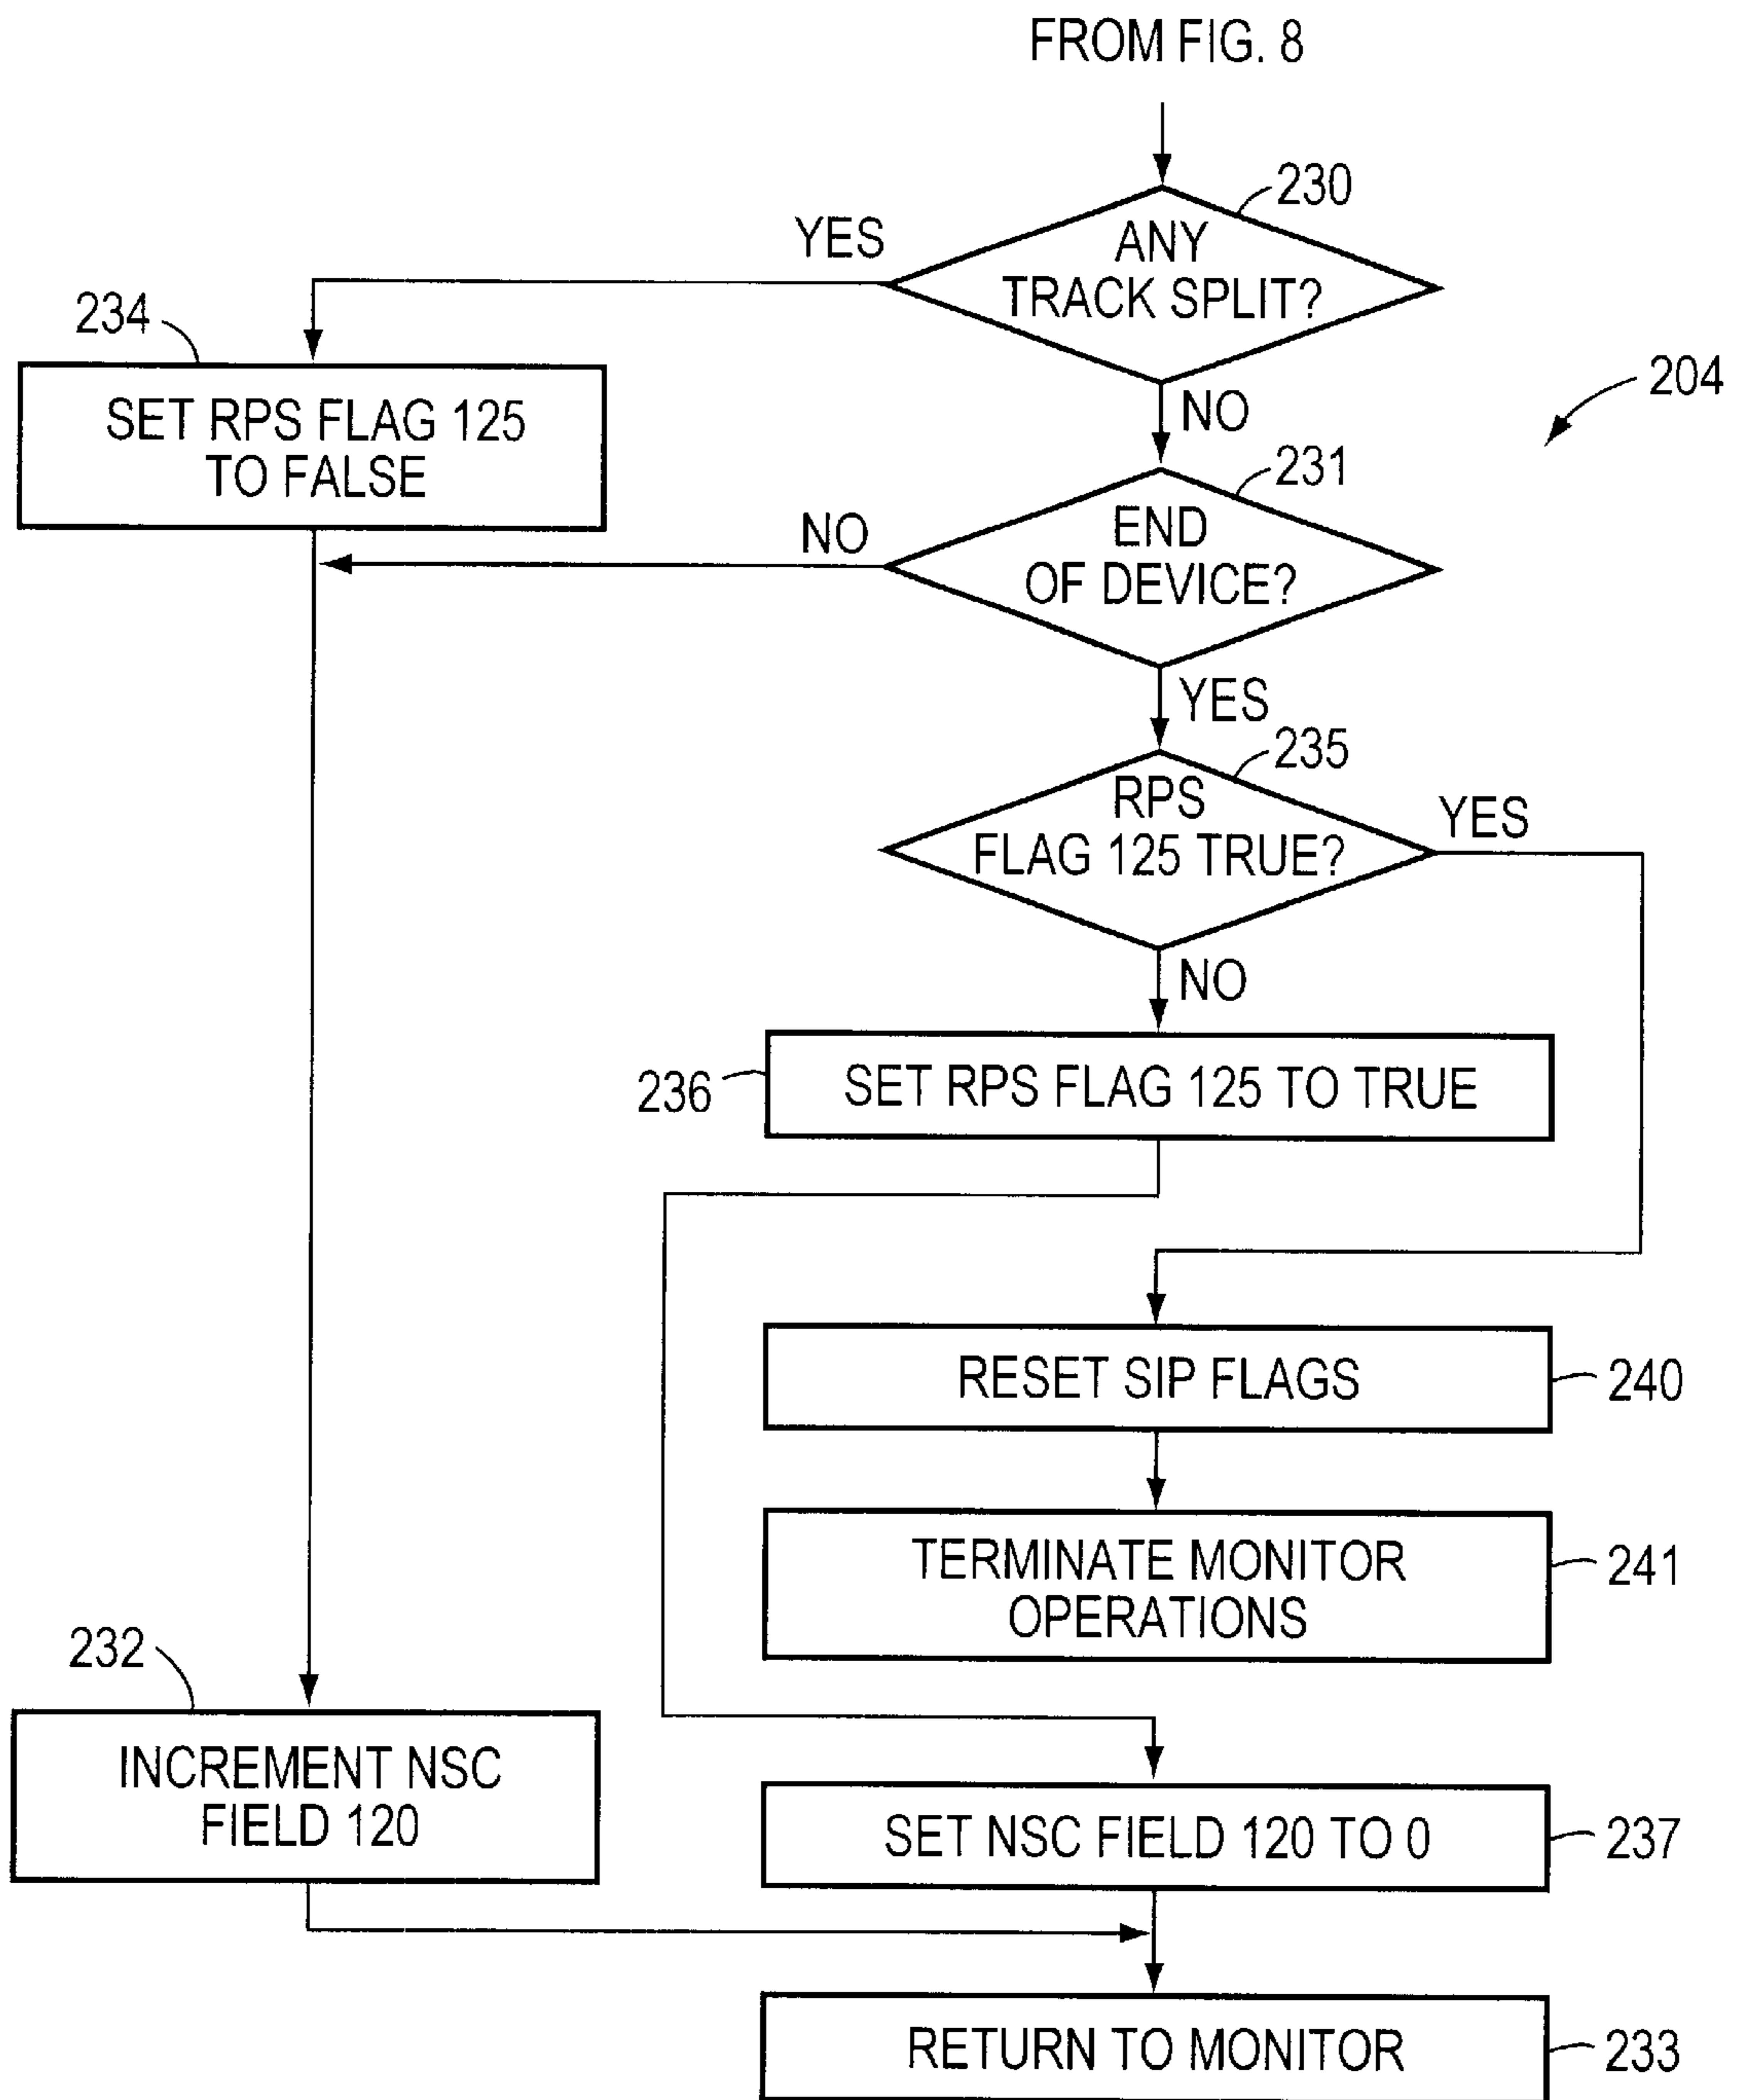 FROM FIG. 8
230
YES
ANY
TRACK SPLIT?
234
204
NO
SET RPS FLAG 125
TO FALSE
231
NO
END
OF DEVICE?
YES
235
RPS
FLAG 125 TRUE?
YES
NO
236
SET RPS FLAG 125 TO TRUE
RESET SIP FLAGS
240
TERMINATE MONITOR
OPERATIONS
241
232
INCREMENT NSC
FIELD 120
SET NSC FIELD 120 TO 0
237
RETURN TO MONITOR
233